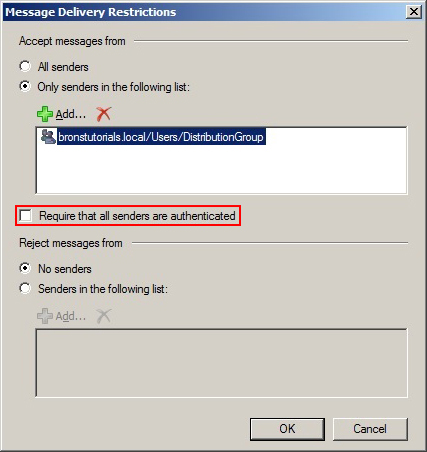 Message Delivery Restrictions
Accept messages from
All senders
Only senders in the following list:
Add...
bronstutorials.local/Users/DistributionGroup
Require that all senders are authenticated
Reject messages from
No senders
Senders in the following list:
Add...
OK
Cancel